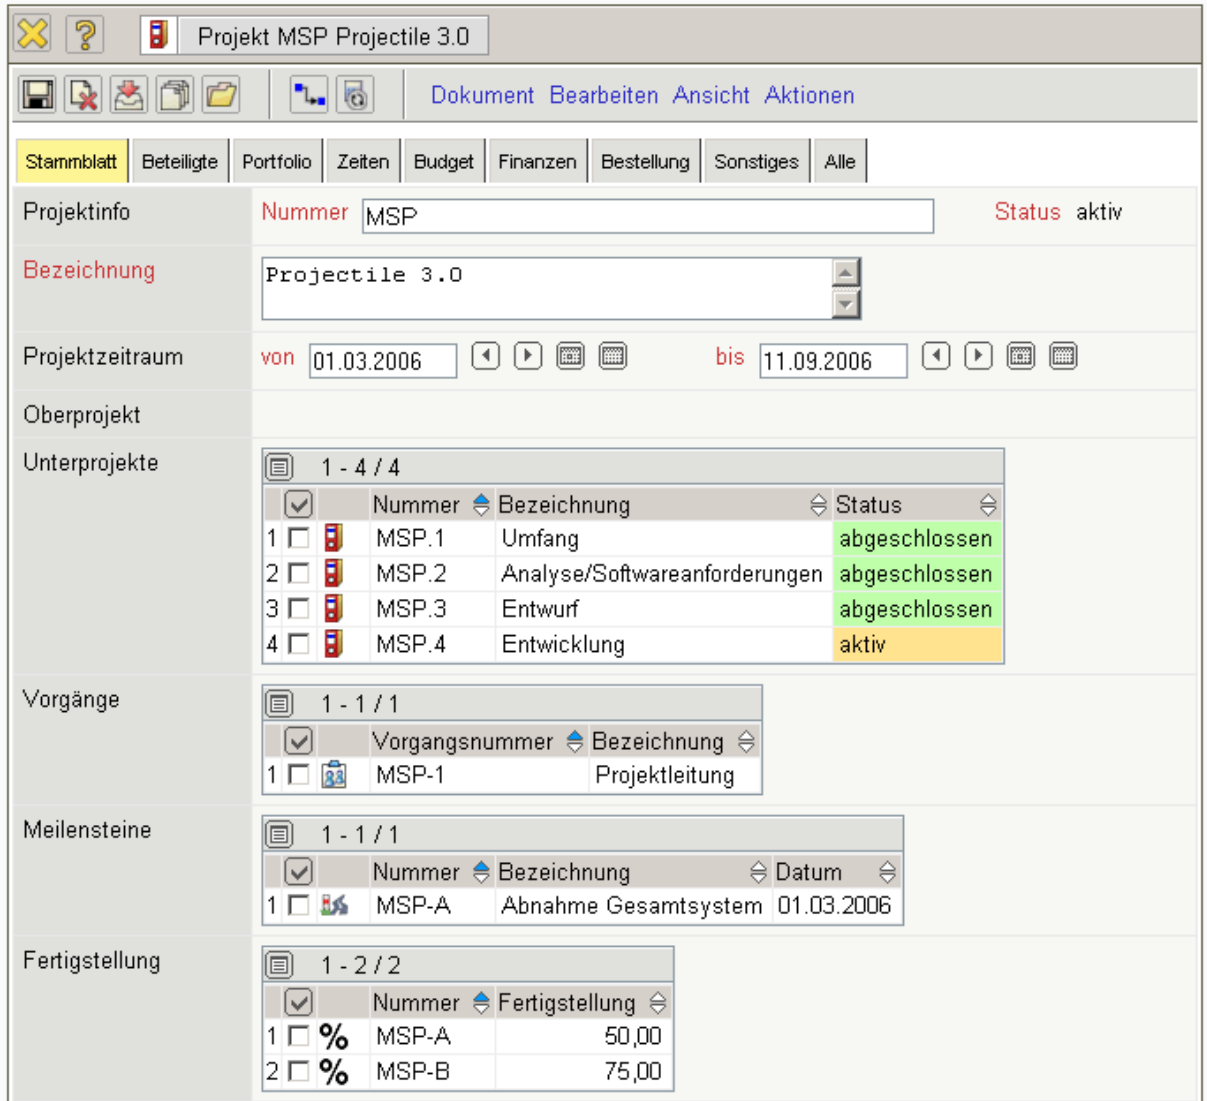 Projekt MSP Projectile 3.0
Dokument Bearbeiten Ansicht Aktionen
Stammblatt Beteiligte Portfolio Zeiten Budget Finanzen Bestellung Sonstiges Alle
Projektinfo Nummer MSP Status aktiv
Bezeichnung Projectile 3.0
Projektzeitraum von 01.03.2006 bis 11.09.2006
Oberprojekt
Unterprojekte 1 - 4 / 4
Nummer Bezeichnung Status
1 MSP.1 Umfang abgeschlossen
2 MSP.2 Analyse/Softwareanforderungen abgeschlossen
3 MSP.3 Entwurf abgeschlossen
4 MSP.4 Entwicklung aktiv
Vorgänge 1 - 1 / 1
Vorgangsnummer Bezeichnung
1 MSP-1 Projektleitung
Meilensteine 1 - 1 / 1
Nummer Bezeichnung Datum
1 MSP-A Abnahme Gesamtsystem 01.03.2006
Fertigstellung 1 - 2 / 2
Nummer Fertigstellung
1 % MSP-A 50,00
2 % MSP-B 75,00